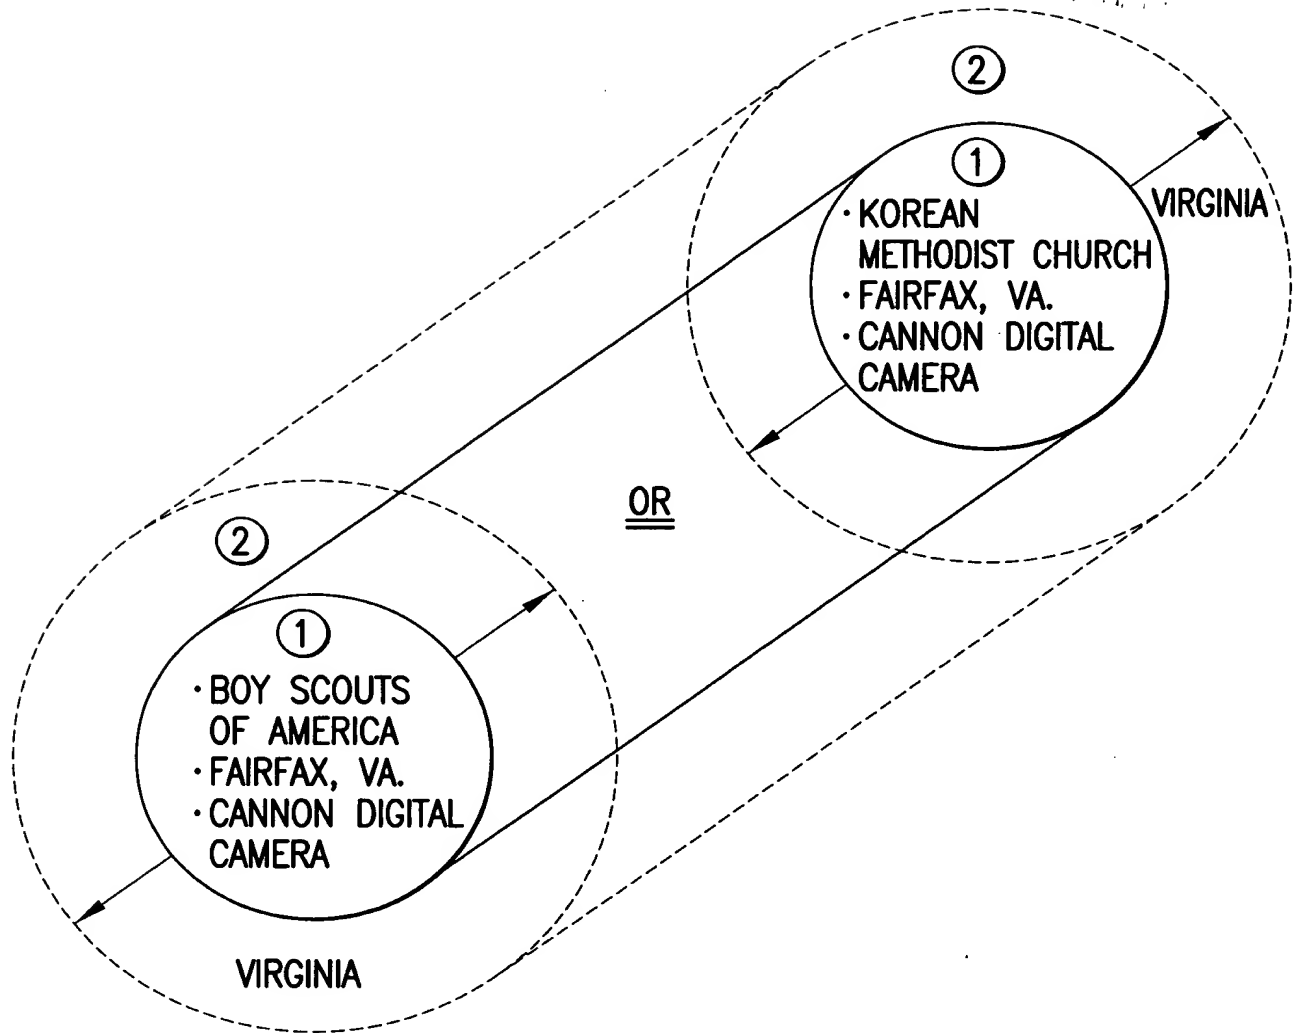 ②
①
· KOREAN
METHODIST CHURCH
· FAIRFAX, VA.
· CANNON DIGITAL
CAMERA
VIRGINIA
OR
②
①
· BOY SCOUTS
OF AMERICA
· FAIRFAX, VA.
· CANNON DIGITAL
CAMERA
VIRGINIA